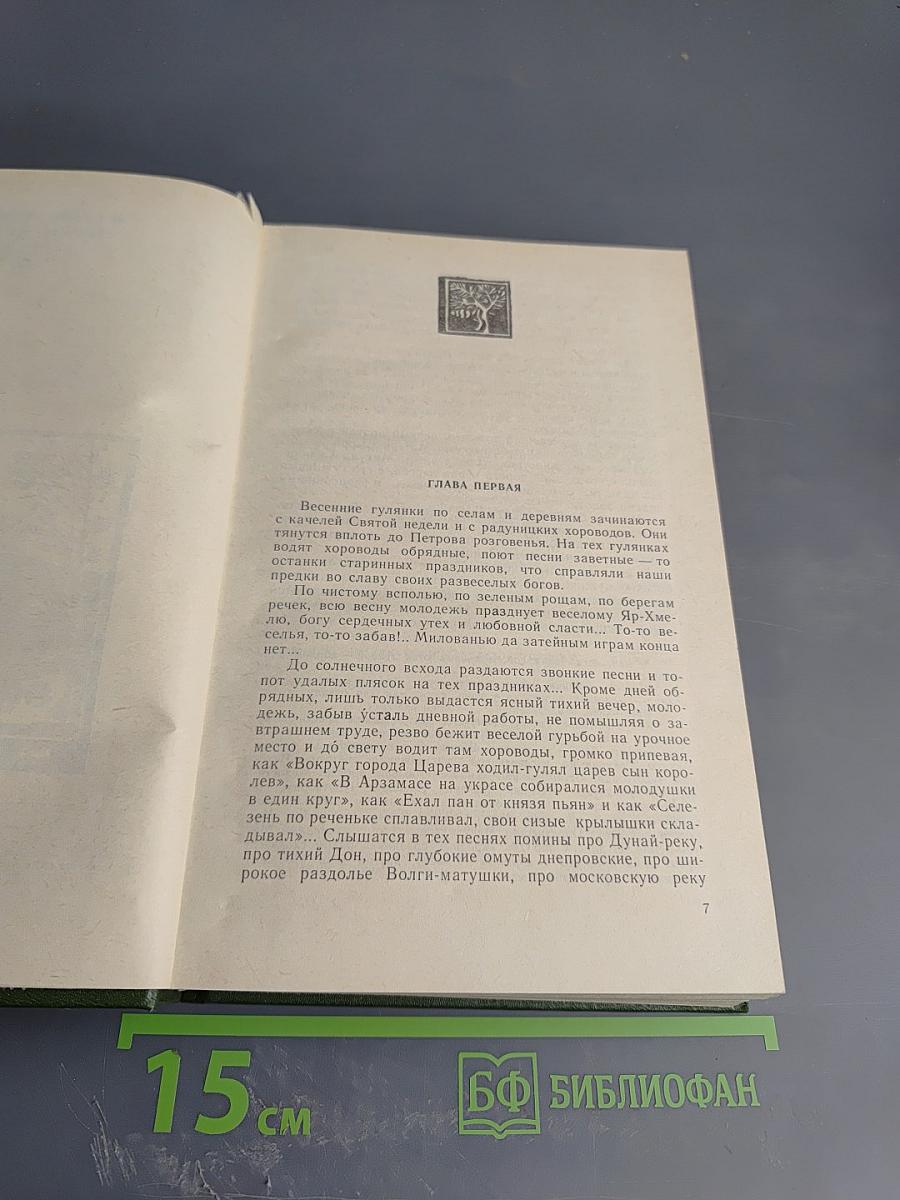 ГЛАВА ПЕРВАЯ
Весенние гулянки по селам и деревням зачинаются
с качелей Святой недели и с радуницких хороводов. Они
тянутся вплоть до Петрова розговенья. На тех гулянках
водят хороводы обрядные, поют песни заветные — то
останки старинных праздников, что справляли наши
предки во славу своих развеселых богов.
По чистому всполью, по зеленым рощам, по берегам
речек, всю весну молодежь празднует веселому Яр-Хме-
лю, богу сердечных утех и любовной сласти... То-то ве-
селья, то-то забав!.. Милованью да затейным играм конца
нет...
До солнечного всхода раздаются звонкие песни и то-
пот удалых плясок на тех праздниках... Кроме дней об-
рядных, лишь только выдастся ясный тихий вечер, моло-
дежь, забыв у́сталь дневной работы, не помышляя о за-
втрашнем труде, резво бежит веселой гурьбой на урочное
место и до́ свету водит там хороводы, громко припевая,
как «Вокруг города Царева ходил-гулял царев сын коро-
лев», как «В Арзамасе на украсе собиралися молодушки
в един круг», как «Ехал пан от князя пьян» и как «Селе-
зень по реченьке сплавливал, свои сизые крылышки скла-
дывал»... Слышатся в тех песнях помины про Дунай-реку,
про тихий Дон, про глубокие омуты днепровские, про ши-
рокое раздолье Волги-матушки, про московскую реку
7
15 см
БФ БИБЛИОФАН